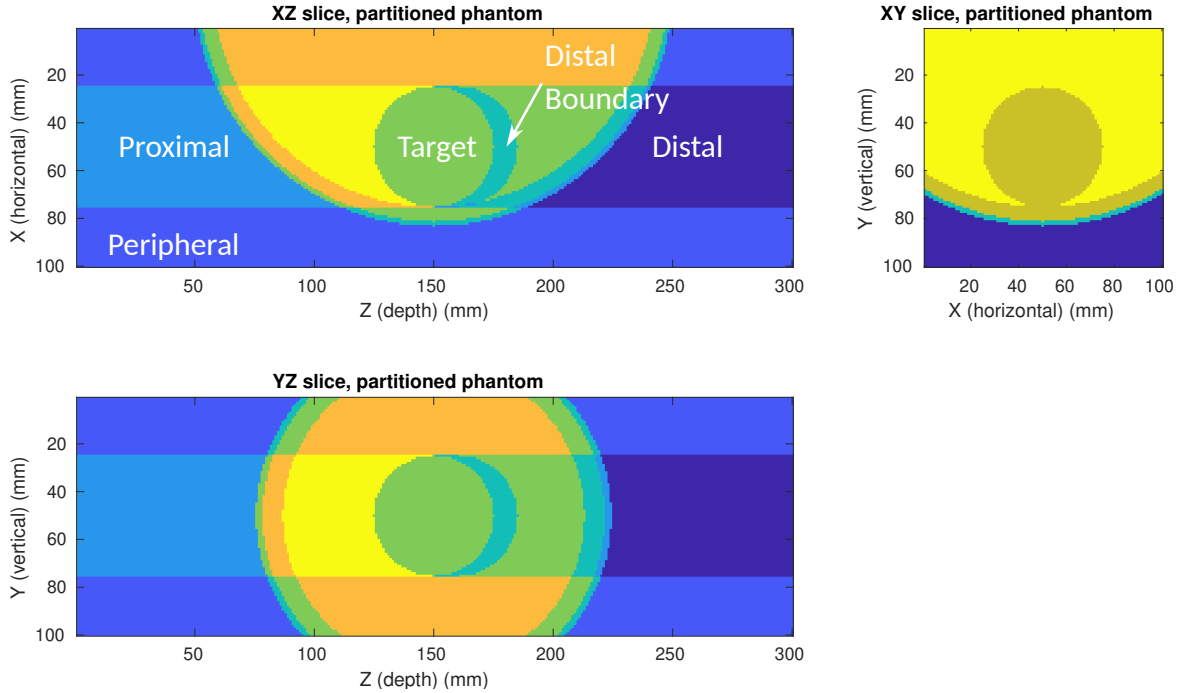 XZ slice, partitioned phantom
X (horizontal) (mm)
20
40
60
80
100
Distal
Boundary
Proximal
Target
Distal
Peripheral
50
100
150
200
250
300
Z (depth) (mm)
XY slice, partitioned phantom
Y (vertical) (mm)
20
40
60
80
100
20
40
60
80
100
X (horizontal) (mm)
YZ slice, partitioned phantom
Y (vertical) (mm)
20
40
60
80
100
50
100
150
200
250
300
Z (depth) (mm)